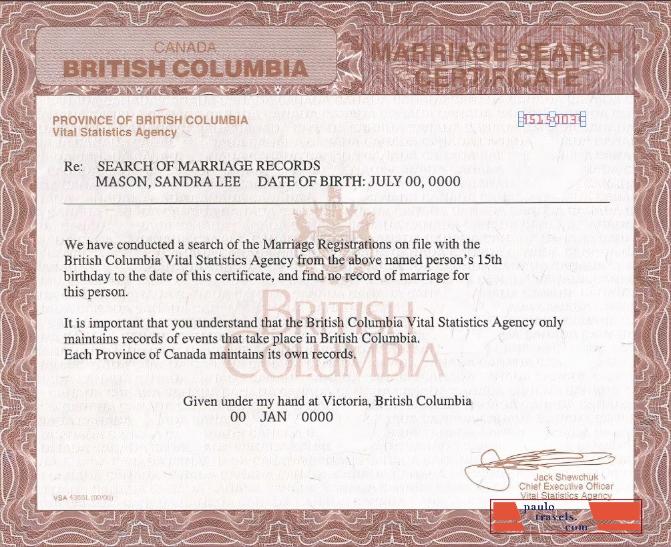 CANADA
BRITISH COLUMBIA
MARRIAGE SEARCH
CERTIFICATE
PROVINCE OF BRITISH COLUMBIA
Vital Statistics Agency
Re: SEARCH OF MARRIAGE RECORDS
MASON, SANDRA LEE DATE OF BIRTH: JULY 00, 0000
We have conducted a search of the Marriage Registrations on file with the
British Columbia Vital Statistics Agency from the above named person's 15th
birthday to the date of this certificate, and find no record of marriage for
this person.
It is important that you understand that the British Columbia Vital Statistics Agency only
maintains records of events that take place in British Columbia.
Each Province of Canada maintains its own records.
BRITISH
COLUMBIA
Given under my hand at Victoria, British Columbia
00 JAN 0000
Jack Shewchuk
Chief Executive Officer
Vital Statistics Agency
VSA
paulo
travels
.com